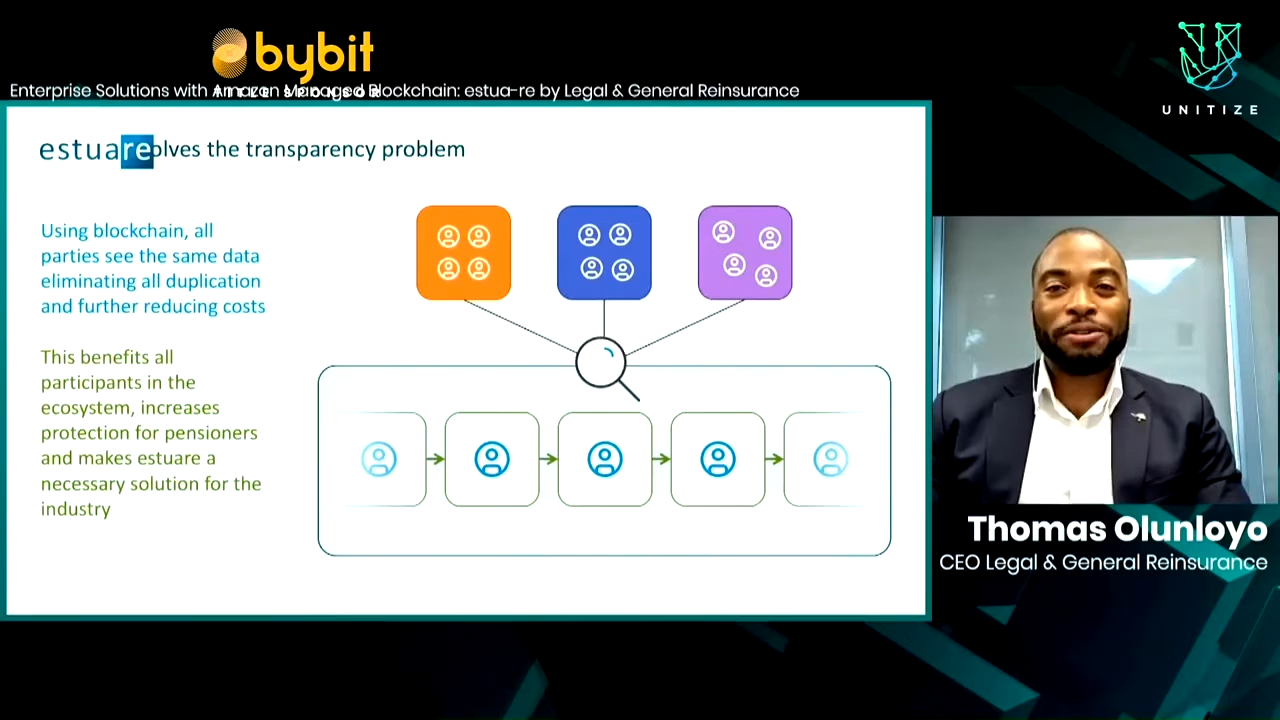 bybit
TITLE SPONSOR
Enterprise Solutions with Amazon Managed Blockchain: estua-re by Legal & General Reinsurance
UNITIZE
estuare olves the transparency problem
Using blockchain, all
parties see the same data
eliminating all duplication
and further reducing costs
This benefits all
participants in the
ecosystem, increases
protection for pensioners
and makes estuare a
necessary solution for the
industry
Thomas Olunloyo
CEO Legal & General Reinsurance